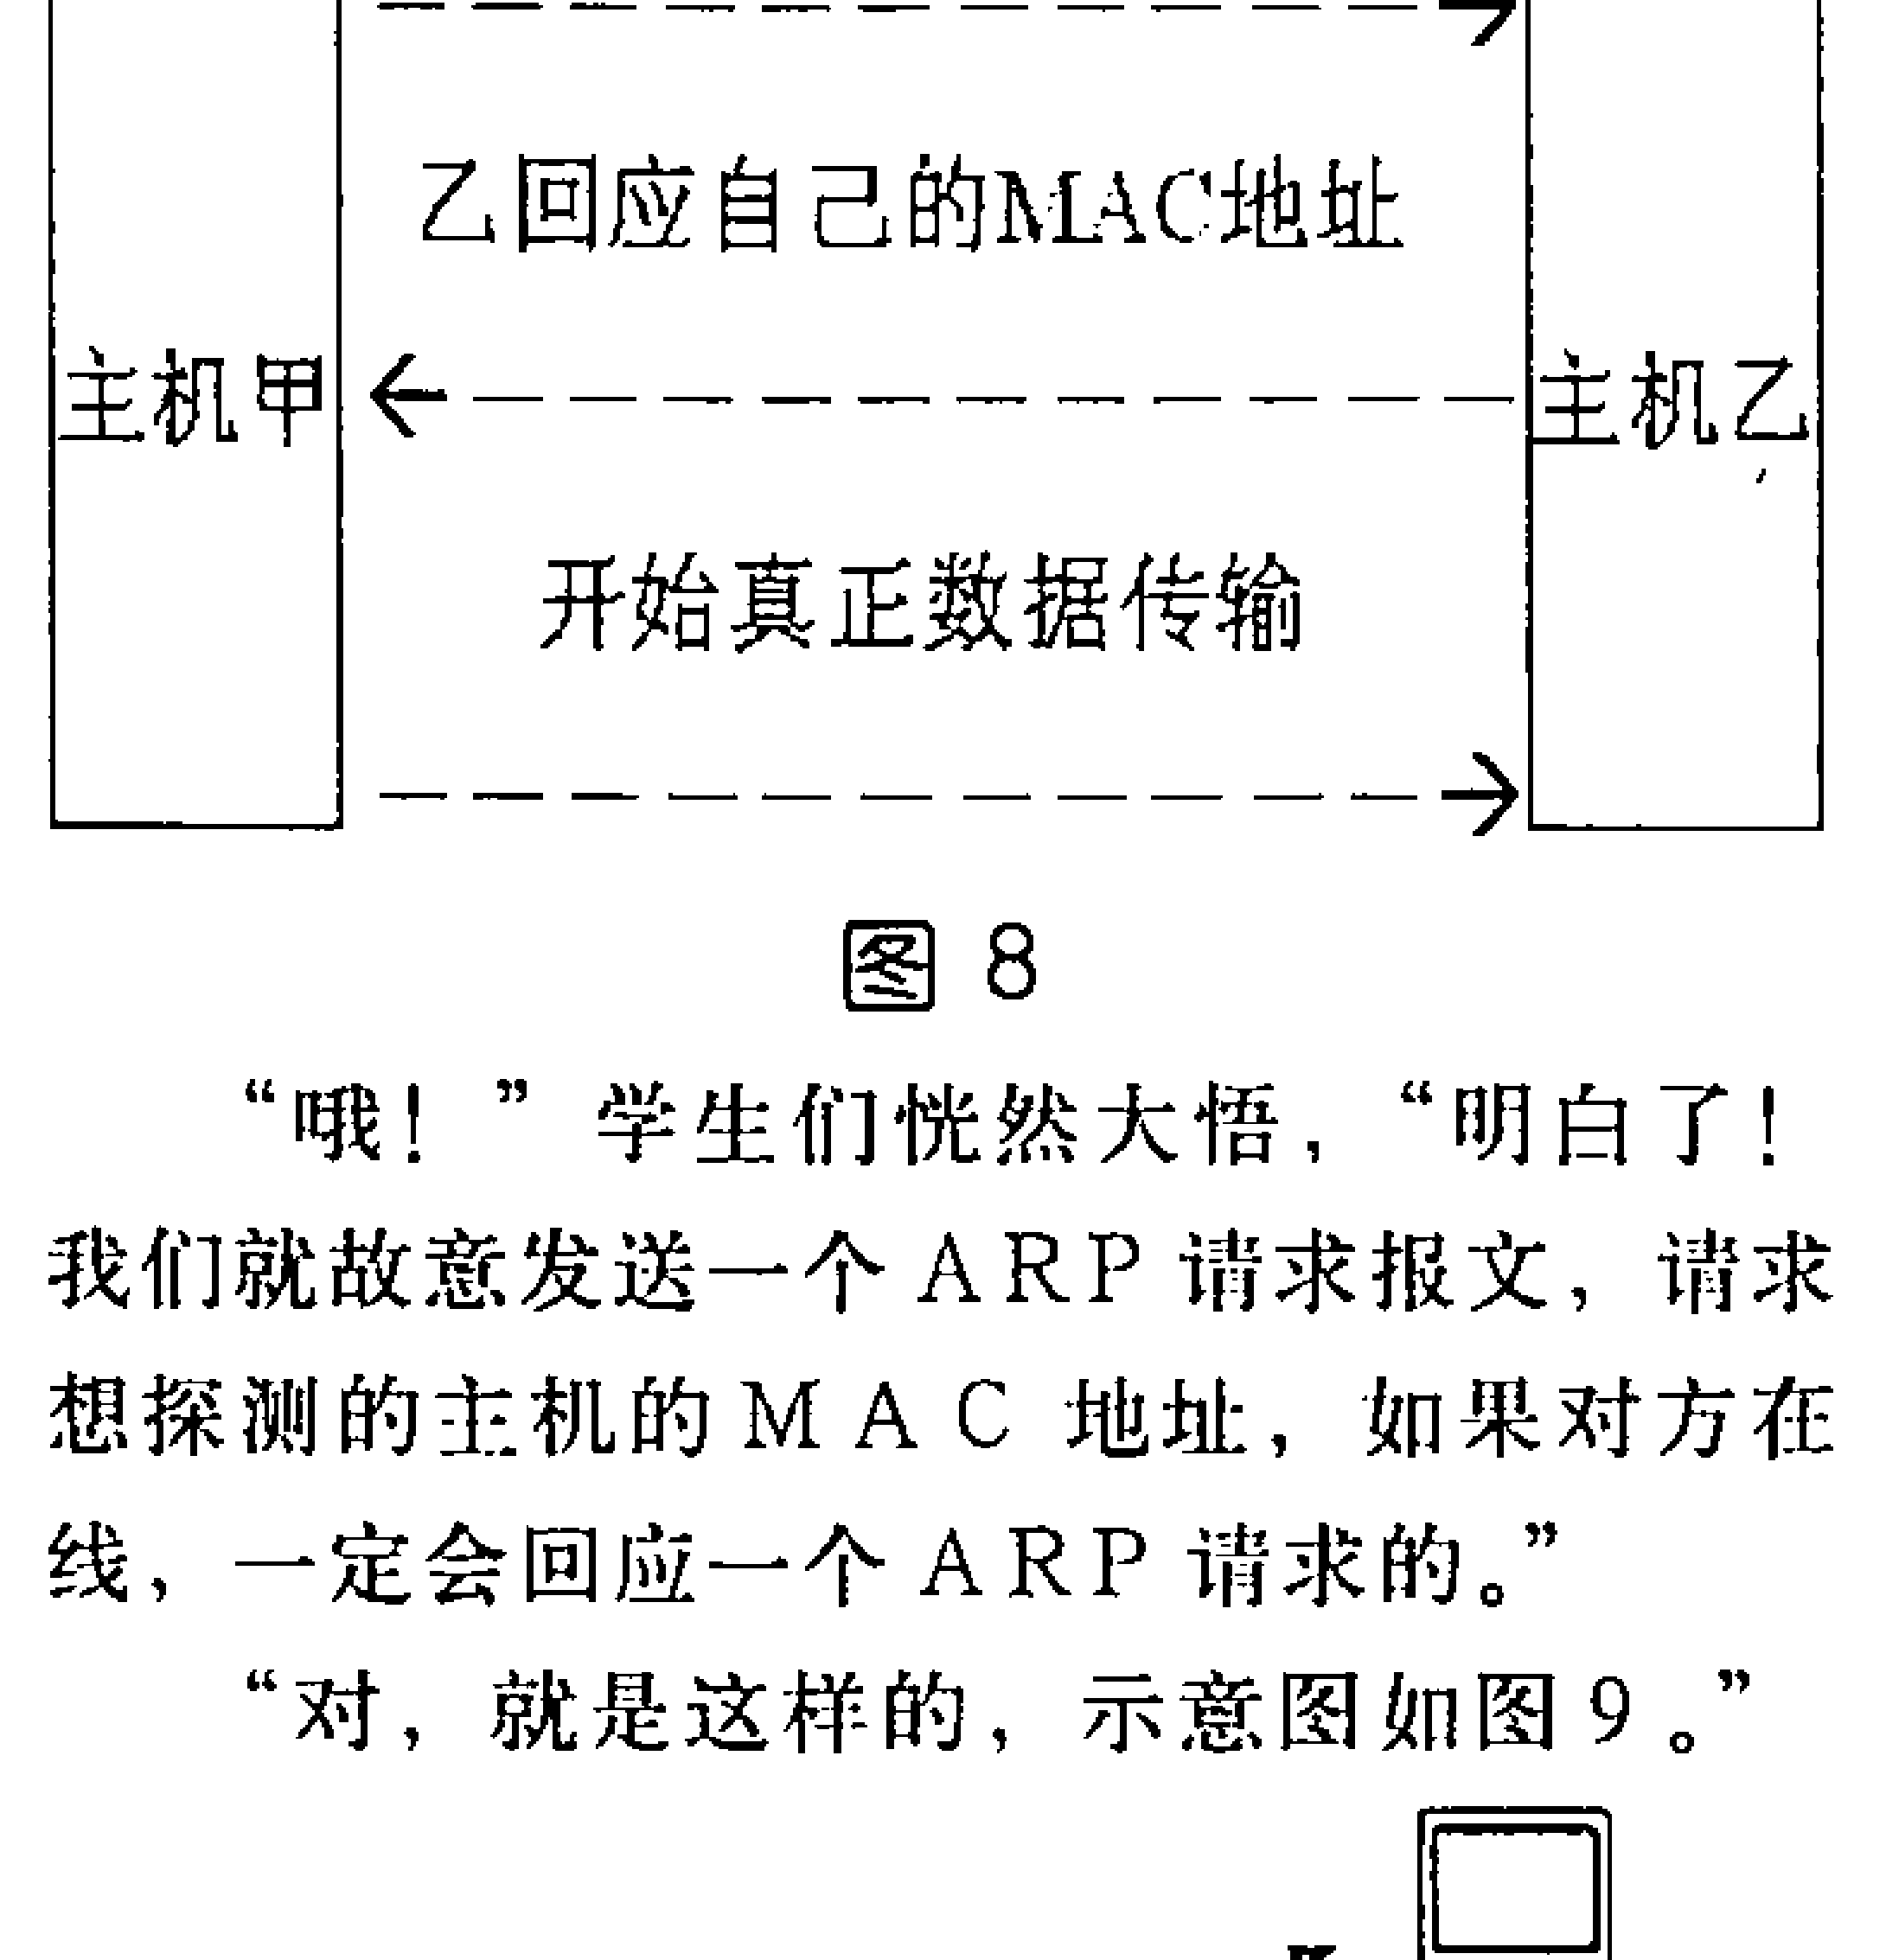 乙回应自己的MAC地址
主机甲
主机乙
开始真正数据传输
图 8
“哦!”学生们恍然大悟,“明白了!
我们就故意发送一个ARP请求报文,请求
想探测的主机的MAC地址,如果对方在
线,一定会回应一个ARP请求的。”
“对,就是这样的,示意图如图9。”